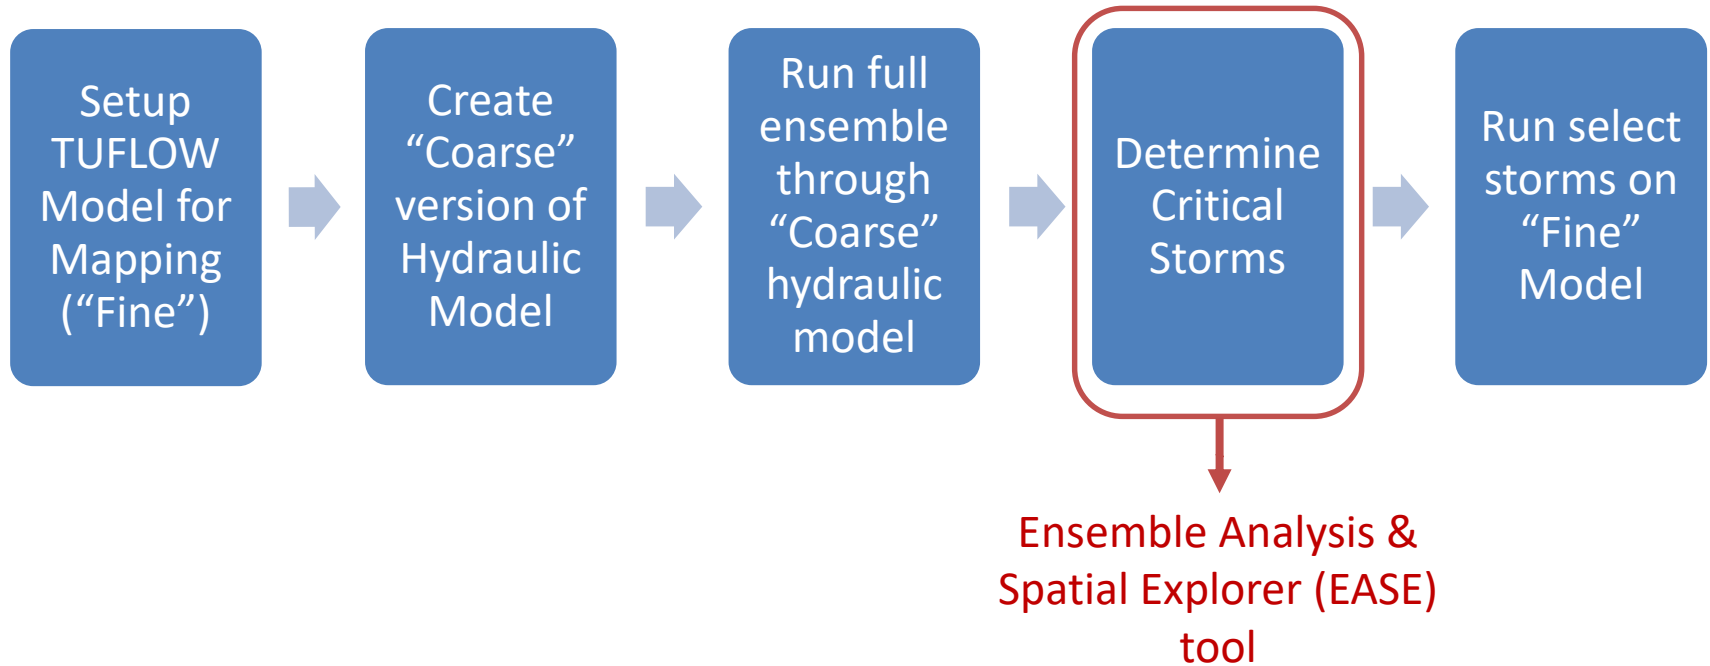 Setup
TUFLOW
Model for
Mapping
(“Fine”)
Create
“Coarse”
version of
Hydraulic
Model
Run full
ensemble
through
“Coarse”
hydraulic
model
Determine
Critical
Storms
Run select
storms on
“Fine”
Model
Ensemble Analysis &
Spatial Explorer (EASE)
tool